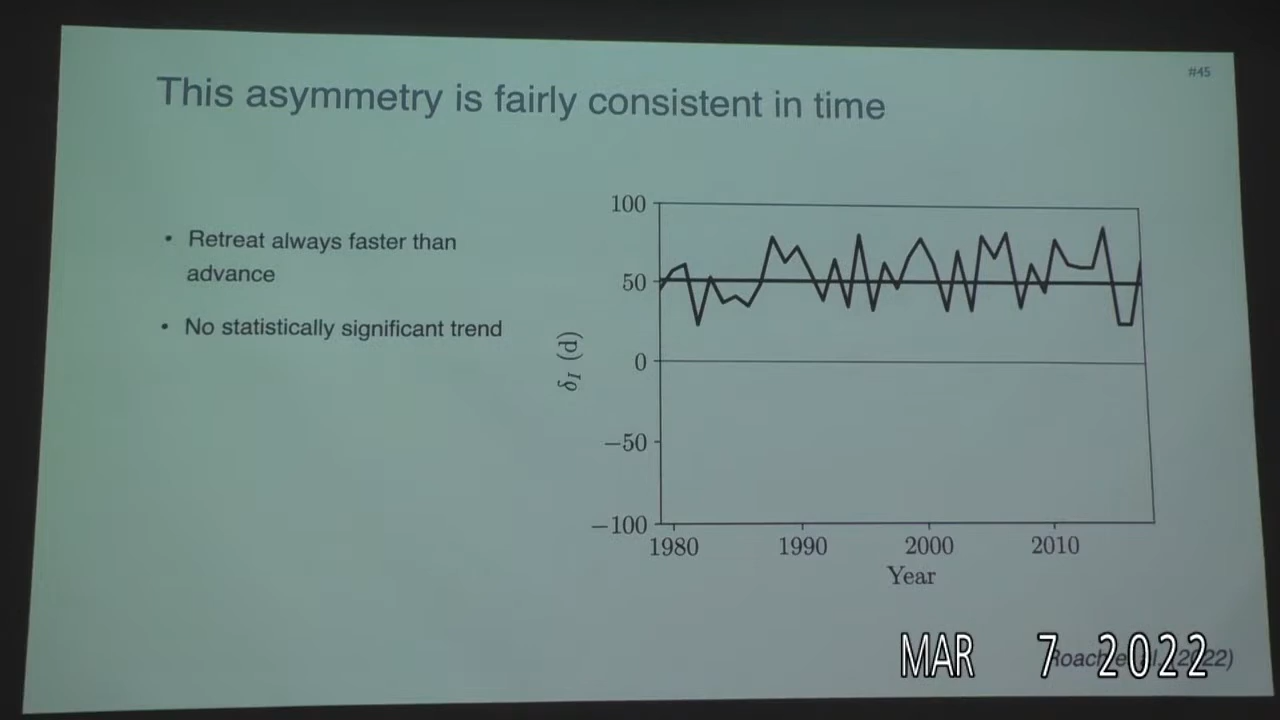 #45
This asymmetry is fairly consistent in time
• Retreat always faster than
advance
• No statistically significant trend
100
50
0
−50
−100
δI (d)
1980 1990 2000 2010
Year
MAR 7 2022
(2022)